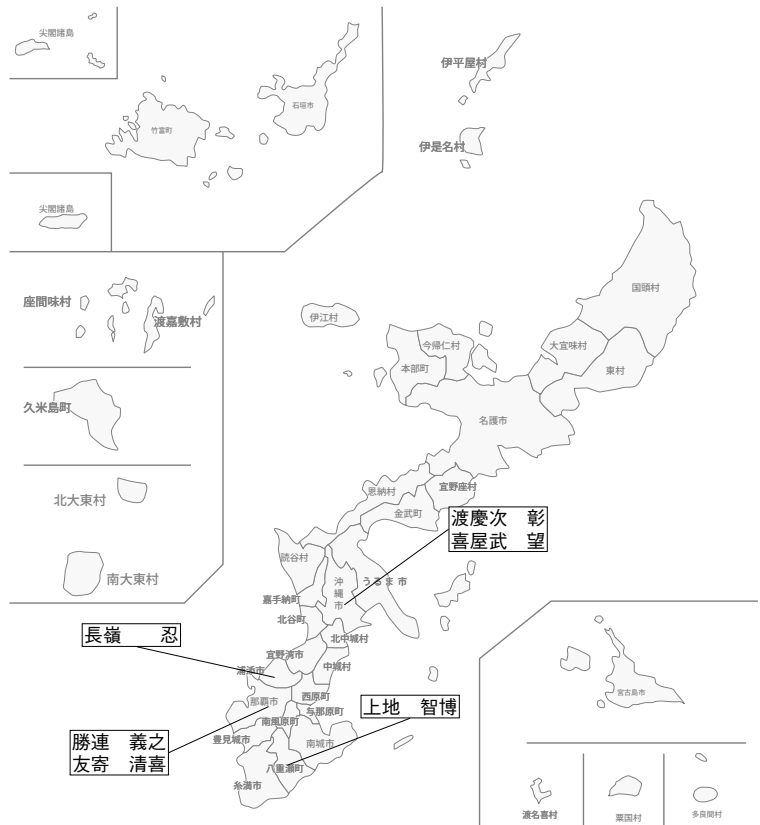 尖閣諸島
石垣市
竹富町
尖閣諸島
伊平屋村
伊是名村
座間味村
渡嘉敷村
久米島町
北大東村
南大東村
国頭村
大宜味村
東村
今帰仁村
本部町
伊江村
名護市
宜野座村
恩納村
金武町
渡慶次　彰
喜屋武　望
読谷村
沖縄市
うるま市
嘉手納町
北谷町
長嶺　　忍
北中城村
宜野湾市
中城村
浦添市
西原町
那覇市
与那原町
上地　智博
南風原町
豊見城市
南城市
勝連　義之
友寄　清喜
八重瀬町
糸満市
宮古島市
渡名喜村
粟国村
多良間村